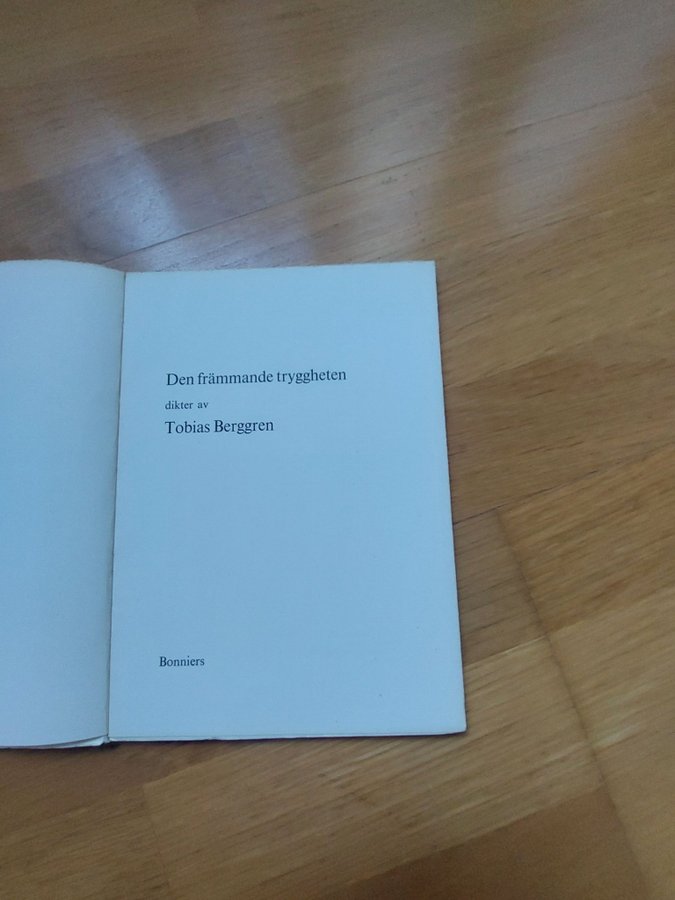 Den främmande tryggheten
dikter av
Tobias Berggren
Bonniers